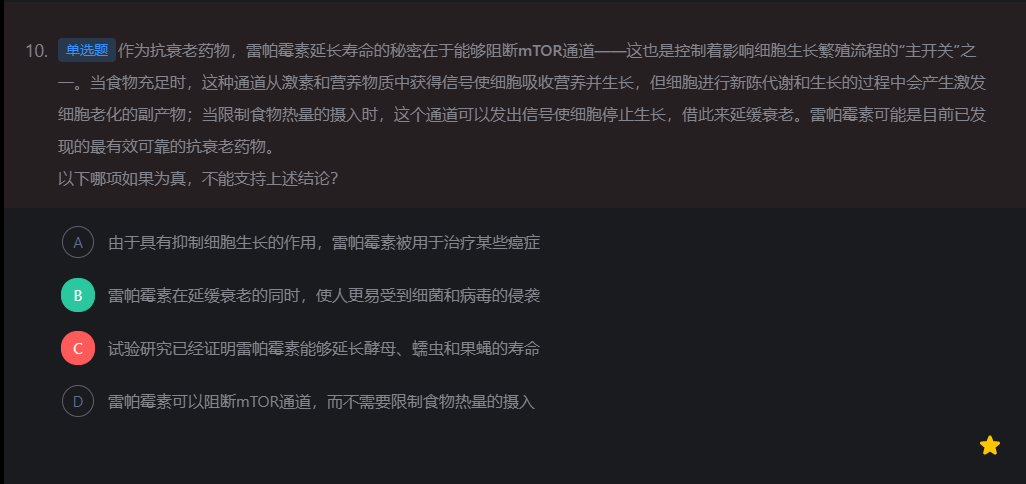 10. 单选题 作为抗衰老药物，雷帕霉素延长寿命的秘密在于能够阻断mTOR通道——这也是控制着影响细胞生长繁殖流程的“主开关”之
一。当食物充足时，这种通道从激素和营养物质中获得信号使细胞吸收营养并生长，但细胞进行新陈代谢和生长的过程中会产生激发
细胞老化的副产物；当限制食物热量的摄入时，这个通道可以发出信号使细胞停止生长，借此来延缓衰老。雷帕霉素可能是目前已发
现的最有效可靠的抗衰老药物。
以下哪项如果为真，不能支持上述结论？
A 由于具有抑制细胞生长的作用，雷帕霉素被用于治疗某些癌症
B 雷帕霉素在延缓衰老的同时，使人更易受到细菌和病毒的侵袭
C 试验研究已经证明雷帕霉素能够延长酵母、蠕虫和果蝇的寿命
D 雷帕霉素可以阻断mTOR通道，而不需要限制食物热量的摄入